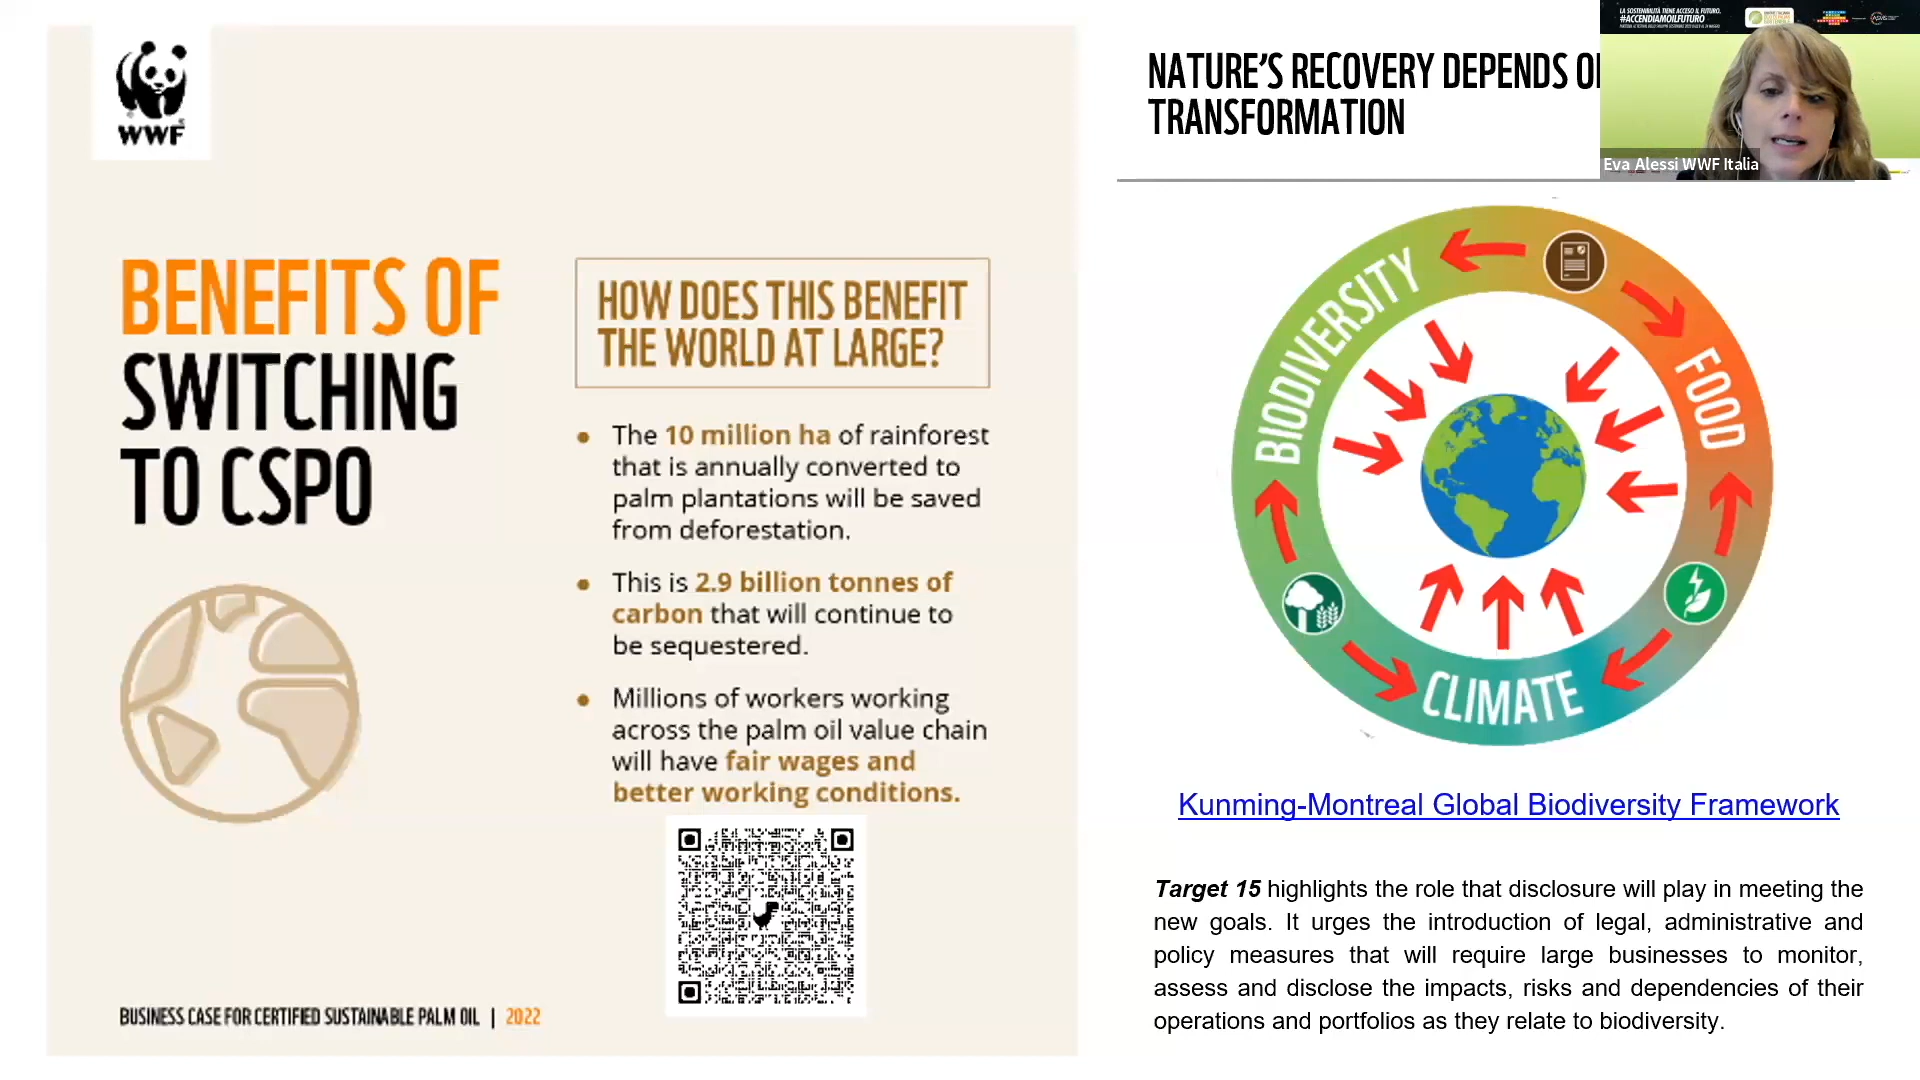 WWF
BENEFITS OF
SWITCHING
TO CSPO
HOW DOES THIS BENEFIT
THE WORLD AT LARGE?
● The 10 million ha of rainforest
that is annually converted to
palm plantations will be saved
from deforestation.
● This is 2.9 billion tonnes of
carbon that will continue to
be sequestered.
● Millions of workers working
across the palm oil value chain
will have fair wages and
better working conditions.
BUSINESS CASE FOR CERTIFIED SUSTAINABLE PALM OIL | 2022
NATURE'S RECOVERY DEPENDS
TRANSFORMATION
LA SOSTENIBILITÀ TIENE ACCESO IL FUTURO.
#ACCENDIAMOILFUTURO
ASviS
Eva Alessi WWF Italia
BIODIVERSITY
FOOD
CLIMATE
Kunming-Montreal Global Biodiversity Framework
Target 15 highlights the role that disclosure will play in meeting the
new goals. It urges the introduction of legal, administrative and
policy measures that will require large businesses to monitor,
assess and disclose the impacts, risks and dependencies of their
operations and portfolios as they relate to biodiversity.